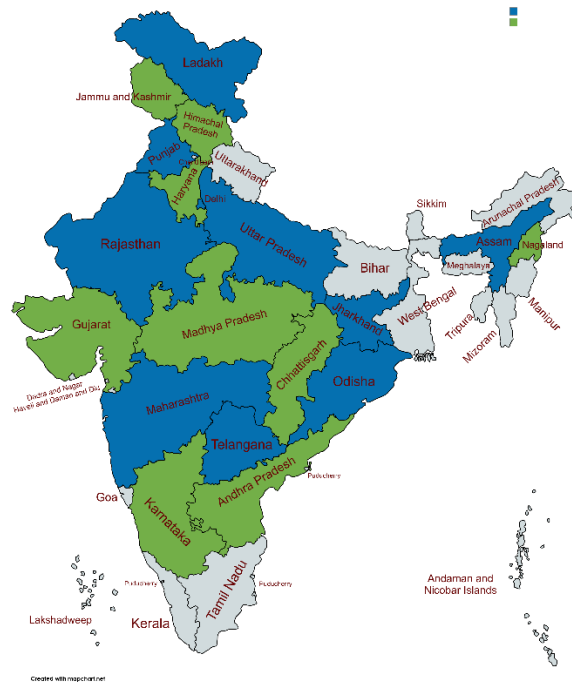 Ladakh
Jammu and Kashmir
Himachal
Pradesh
Punjab
Uttarakhand
Haryana
Delhi
Sikkim
Arunachal Pradesh
Rajasthan
Uttar Pradesh
Assam
Nagaland
Bihar
Meghalaya
Gujarat
Madhya Pradesh
Jharkhand
West Bengal
Tripura
Mizoram
Manipur
Chhattisgarh
Dadra and Nagar
Haveli and Daman and Diu
Maharashtra
Odisha
Telangana
Puducherry
Goa
Andhra Pradesh
Karnataka
Puducherry
Puducherry
Tamil Nadu
Andaman and
Nicobar Islands
Lakshadweep
Kerala
Created with mapchart.net